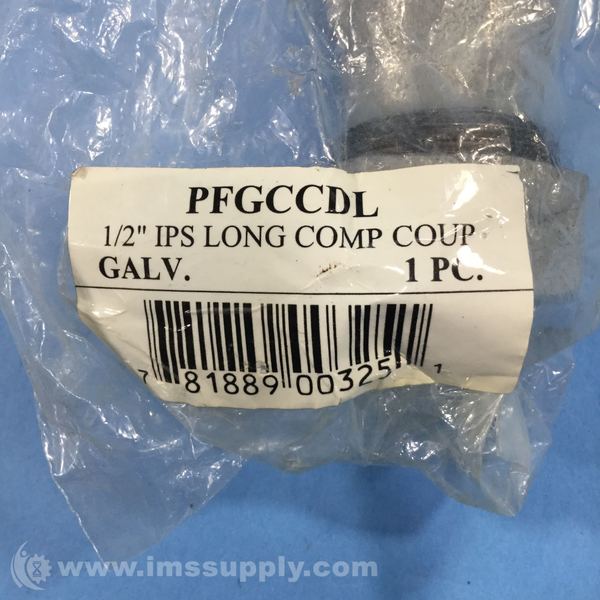 PFGCCDL
1/2" IPS LONG COMP COUP
GALV. 1 PC.
7 81889 00325 1
www.imssupply.com